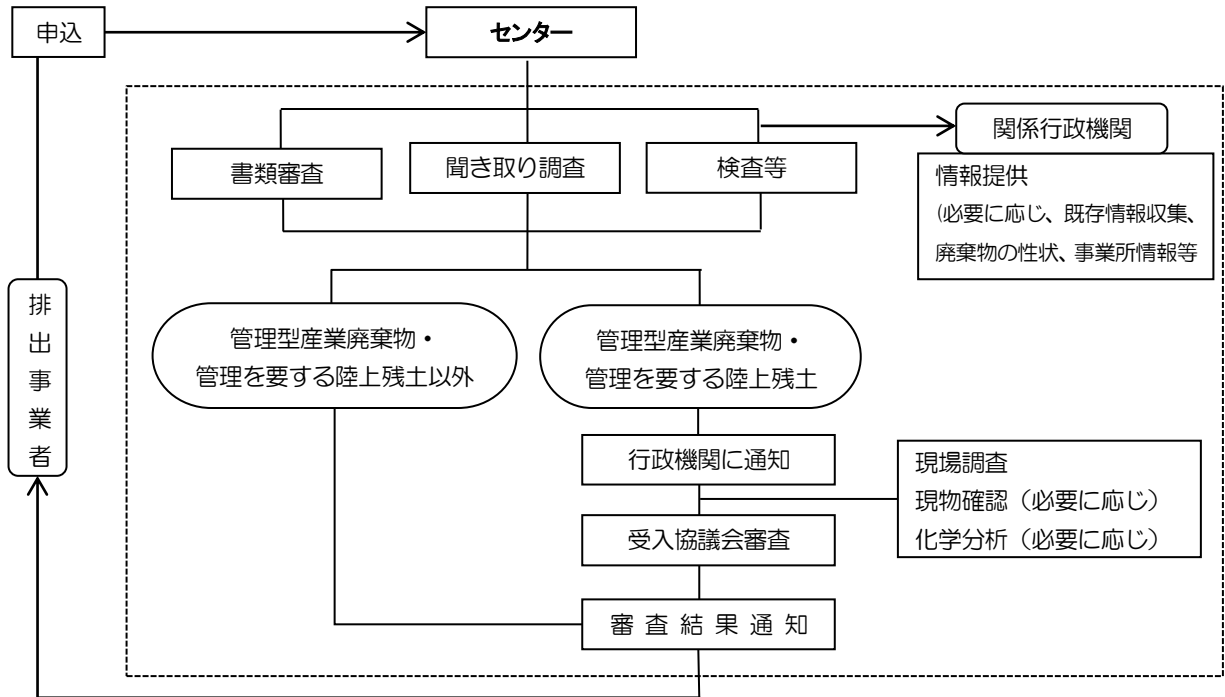 申込
センター
関係行政機関
書類審査
聞き取り調査
検査等
情報提供
(必要に応じ、既存情報収集、
廃棄物の性状、事業所情報等
排出事業者
管理型産業廃棄物・
管理を要する陸上残土以外
管理型産業廃棄物・
管理を要する陸上残土
行政機関に通知
現場調査
現物確認（必要に応じ）
化学分析（必要に応じ）
受入協議会審査
審査結果通知